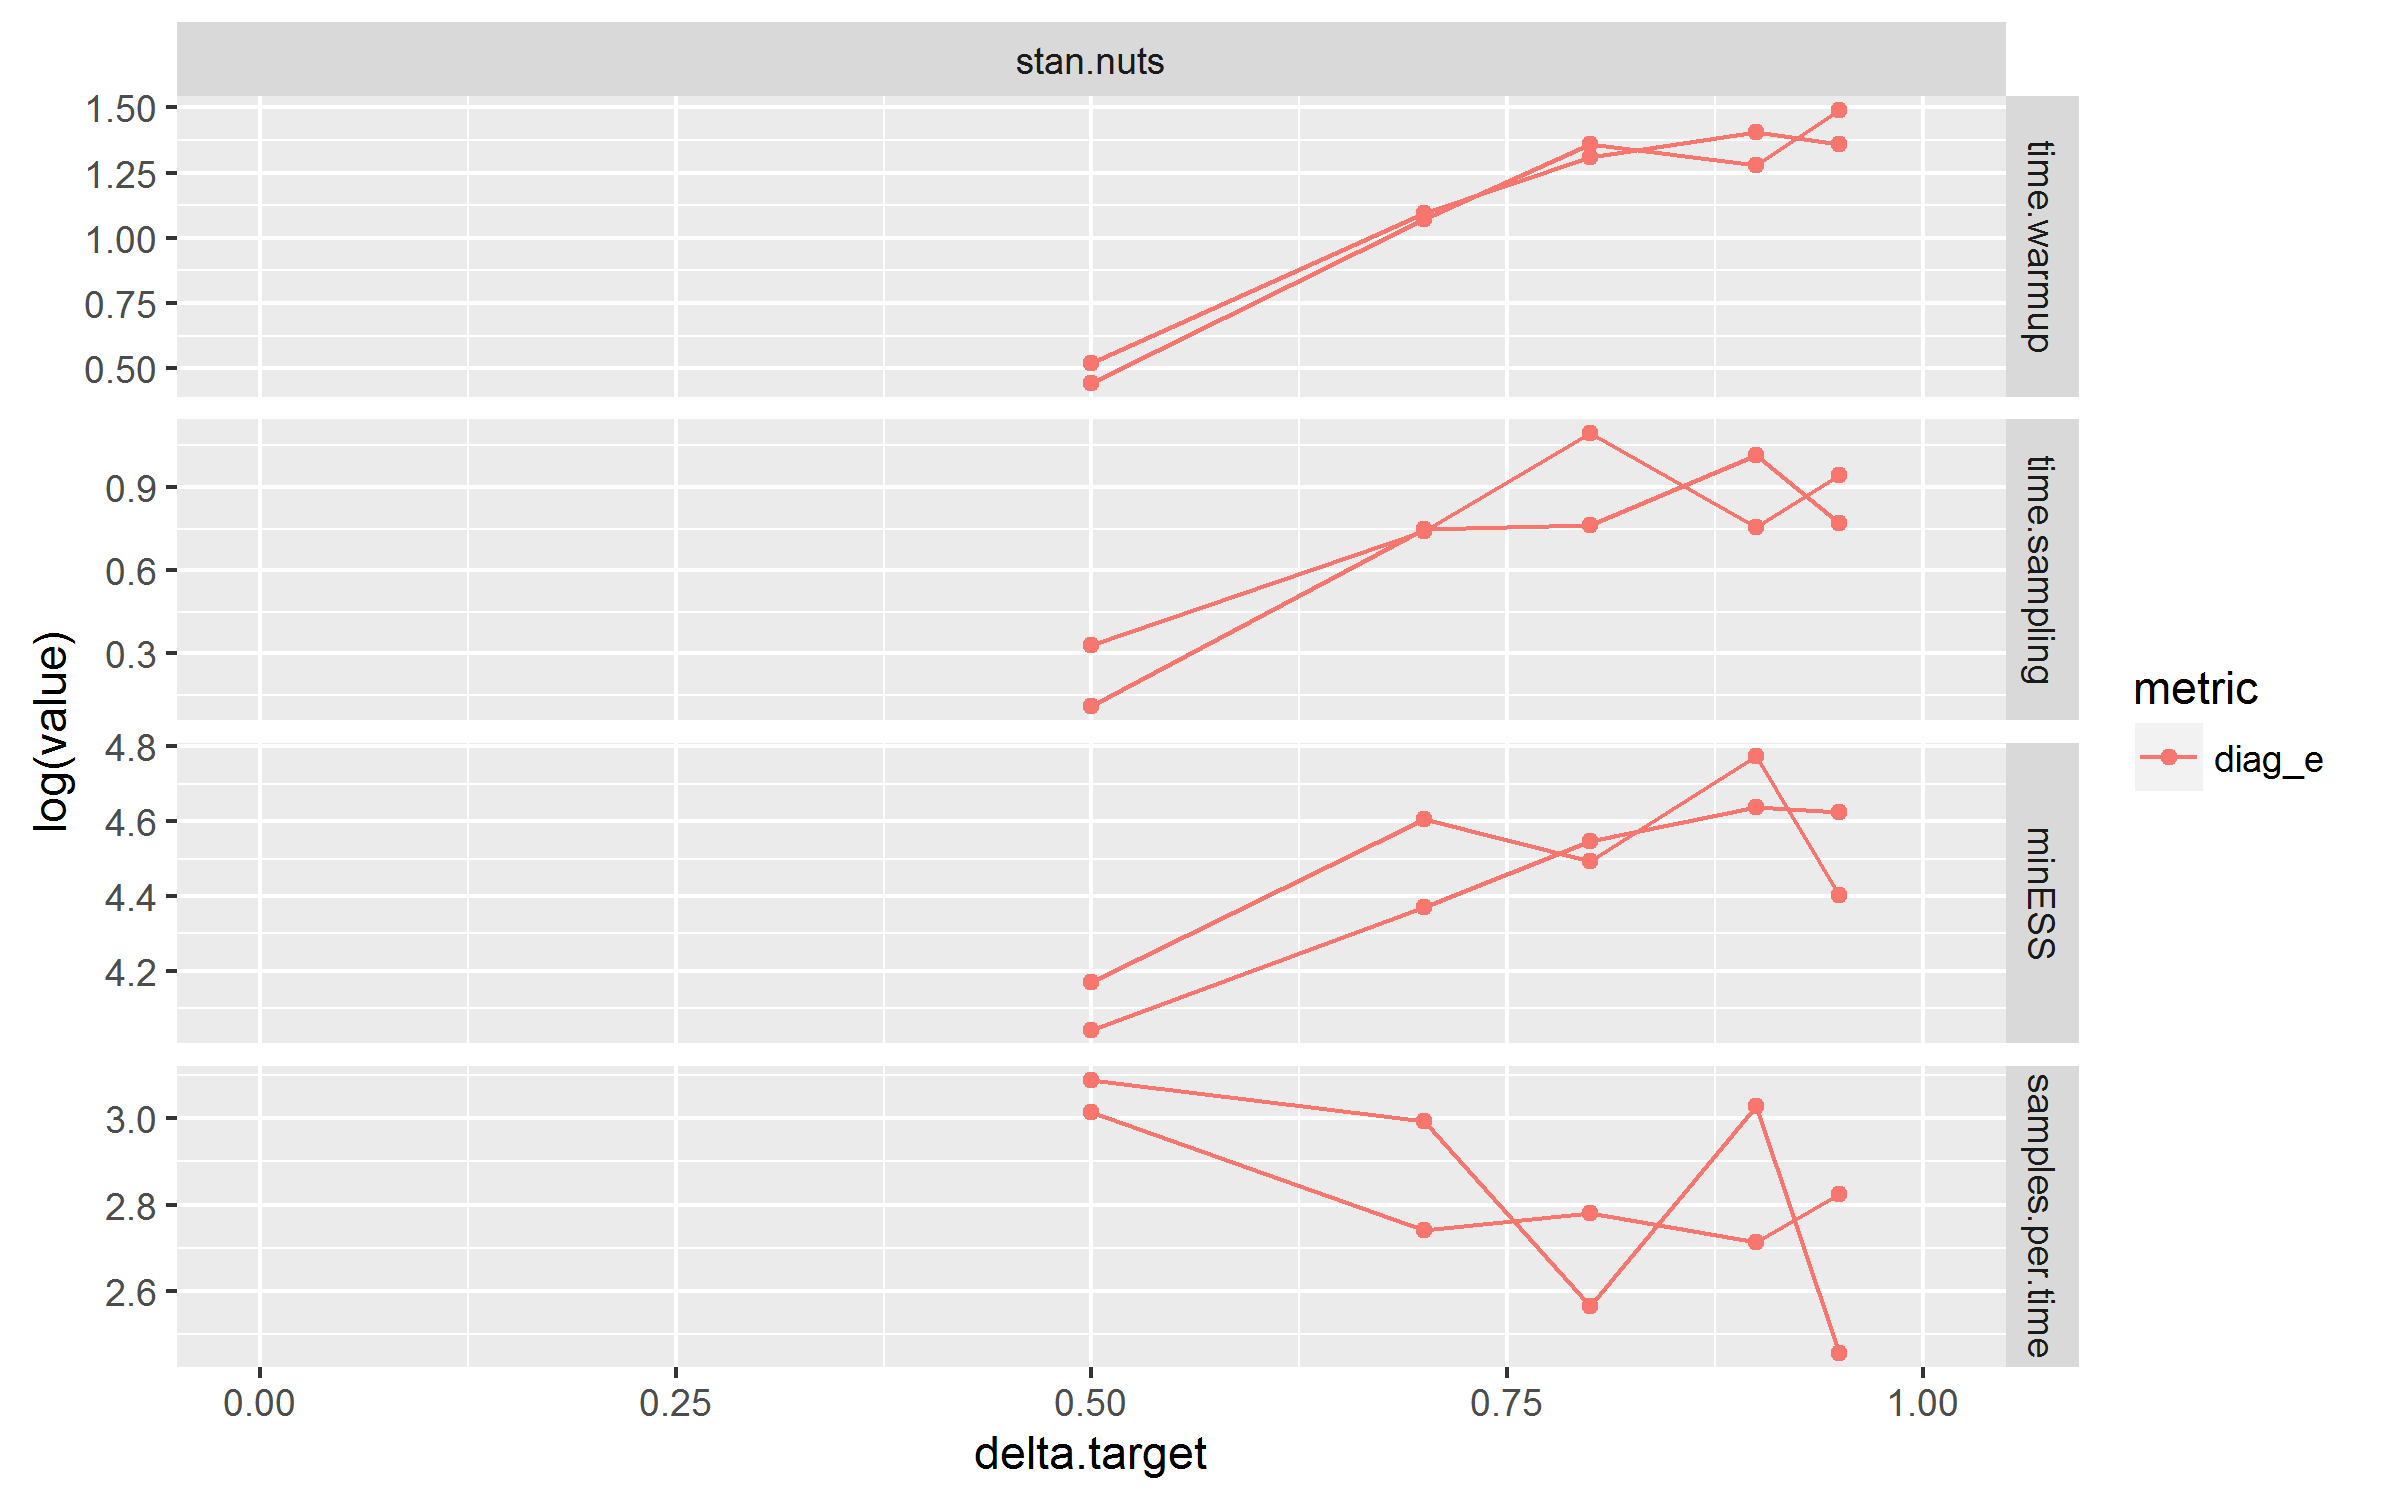 stan.nuts
1.50
1.25
1.00
0.75
0.50
time.warmup
0.9
0.6
0.3
time.sampling
4.8
4.6
4.4
4.2
minESS
3.0
2.8
2.6
samples.per.time
log(value)
0.00 0.25 0.50 0.75 1.00
delta.target
metric
diag_e